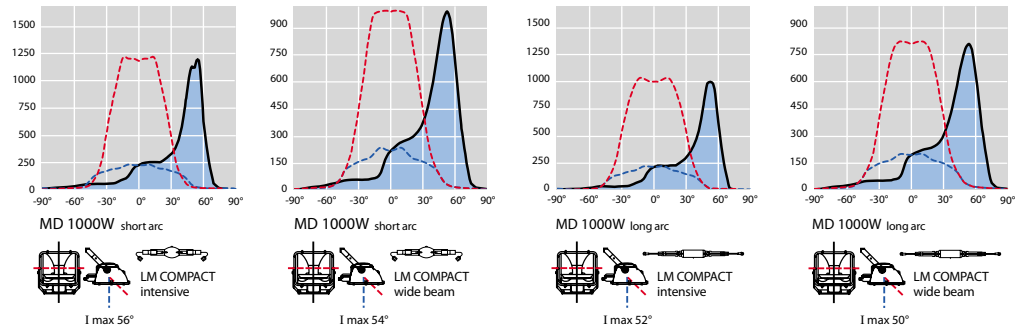 1500
1250
1000
750
500
250
0
-90° -60° -30° 0° 30° 60° 90°
MD 1000W short arc
LM COMPACT
intensive
I max 56°
900
750
600
450
300
150
0
-90° -60° -30° 0° 30° 60° 90°
MD 1000W short arc
LM COMPACT
wide beam
I max 54°
1500
1250
1000
750
500
250
0
-90° -60° -30° 0° 30° 60° 90°
MD 1000W long arc
LM COMPACT
intensive
I max 52°
900
750
600
450
300
150
0
-90° -60° -30° 0° 30° 60° 90°
MD 1000W long arc
LM COMPACT
wide beam
I max 50°